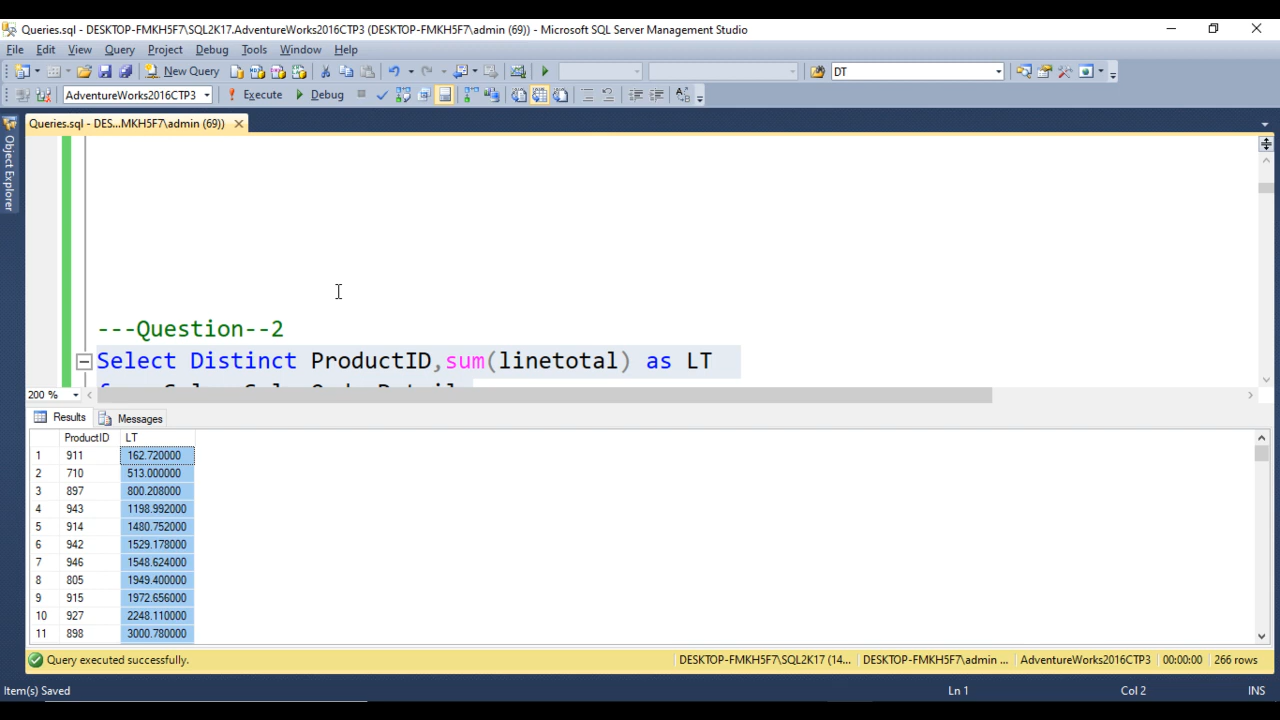 Queries.sql - DESKTOP-FMKH5F7\SQL2K17.AdventureWorks2016CTP3 (DESKTOP-FMKH5F7\admin (69)) - Microsoft SQL Server Management Studio
File Edit View Query Project Debug Tools Window Help
New Query DT
AdventureWorks2016CTP3 Execute Debug
Queries.sql - DES...MKH5F7\admin (69))
Object Explorer
---Question--2
Select Distinct ProductID,sum(linetotal) as LT
200 %
Results Messages
ProductID LT
1 911 162.720000
2 710 513.000000
3 897 800.208000
4 943 1198.992000
5 914 1480.752000
6 942 1529.178000
7 946 1548.624000
8 805 1949.400000
9 915 1972.656000
10 927 2248.110000
11 898 3000.780000
Query executed successfully. DESKTOP-FMKH5F7\SQL2K17 (14... DESKTOP-FMKH5F7\admin ... AdventureWorks2016CTP3 00:00:00 266 rows
Item(s) Saved Ln 1 Col 2 INS